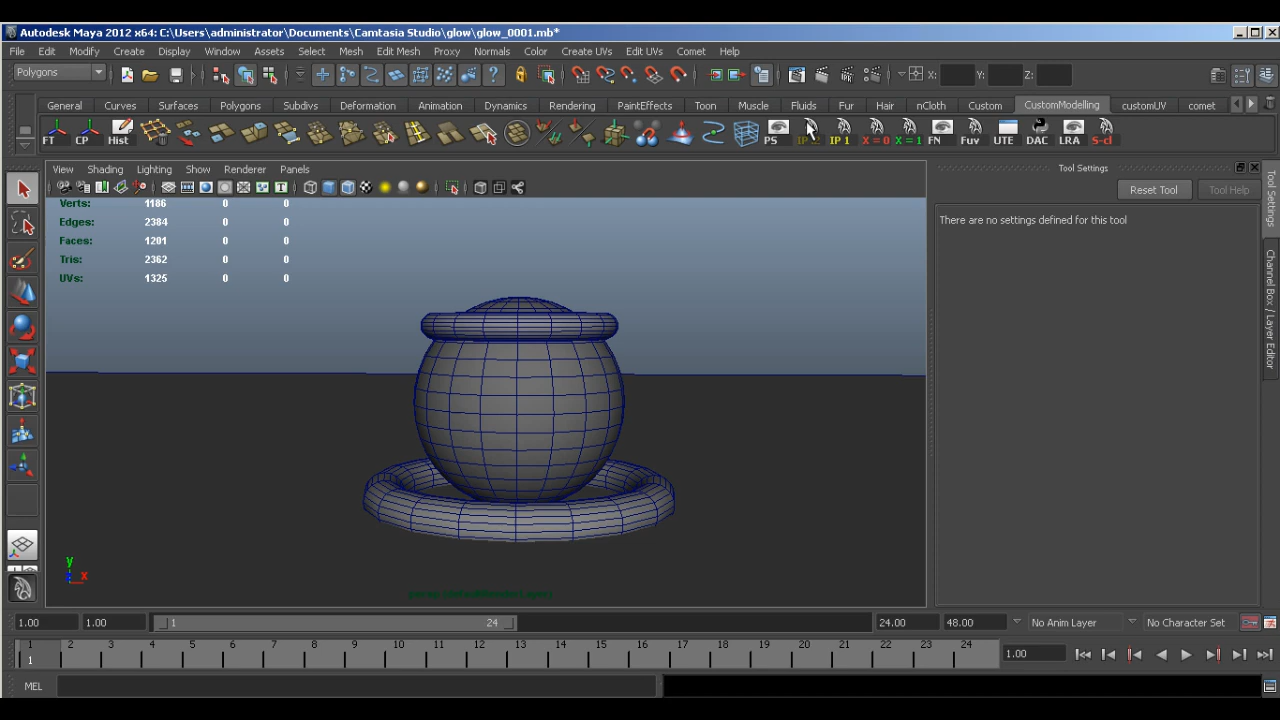 Autodesk Maya 2012 x64: C:\Users\administrator\Documents\Camtasia Studio\glow\glow_0001.mb*
File Edit Modify Create Display Window Assets Select Mesh Edit Mesh Proxy Normals Color Create UVs Edit UVs Comet Help
Polygons X: Y: Z:
General Curves Surfaces Polygons Subdivs Deformation Animation Dynamics Rendering PaintEffects Toon Muscle Fluids Fur Hair nCloth Custom CustomModelling customUV comet
FT CP Hist PS IP 1 X = 0 X = 1 FN Fuv UTE DAC LRA S-cl
View Shading Lighting Show Renderer Panels
Tool Settings
Reset Tool Tool Help
There are no settings defined for this tool
Tool Settings
Channel Box / Layer Editor
Verts: 1186 0 0
Edges: 2384 0 0
Faces: 1201 0 0
Tris: 2362 0 0
UVs: 1325 0 0
y
x
1.00 1.00 1 24 24.00 48.00 No Anim Layer No Character Set
1 2 3 4 5 6 7 8 9 10 11 12 13 14 15 16 17 18 19 20 21 22 23 24
1 1.00
MEL